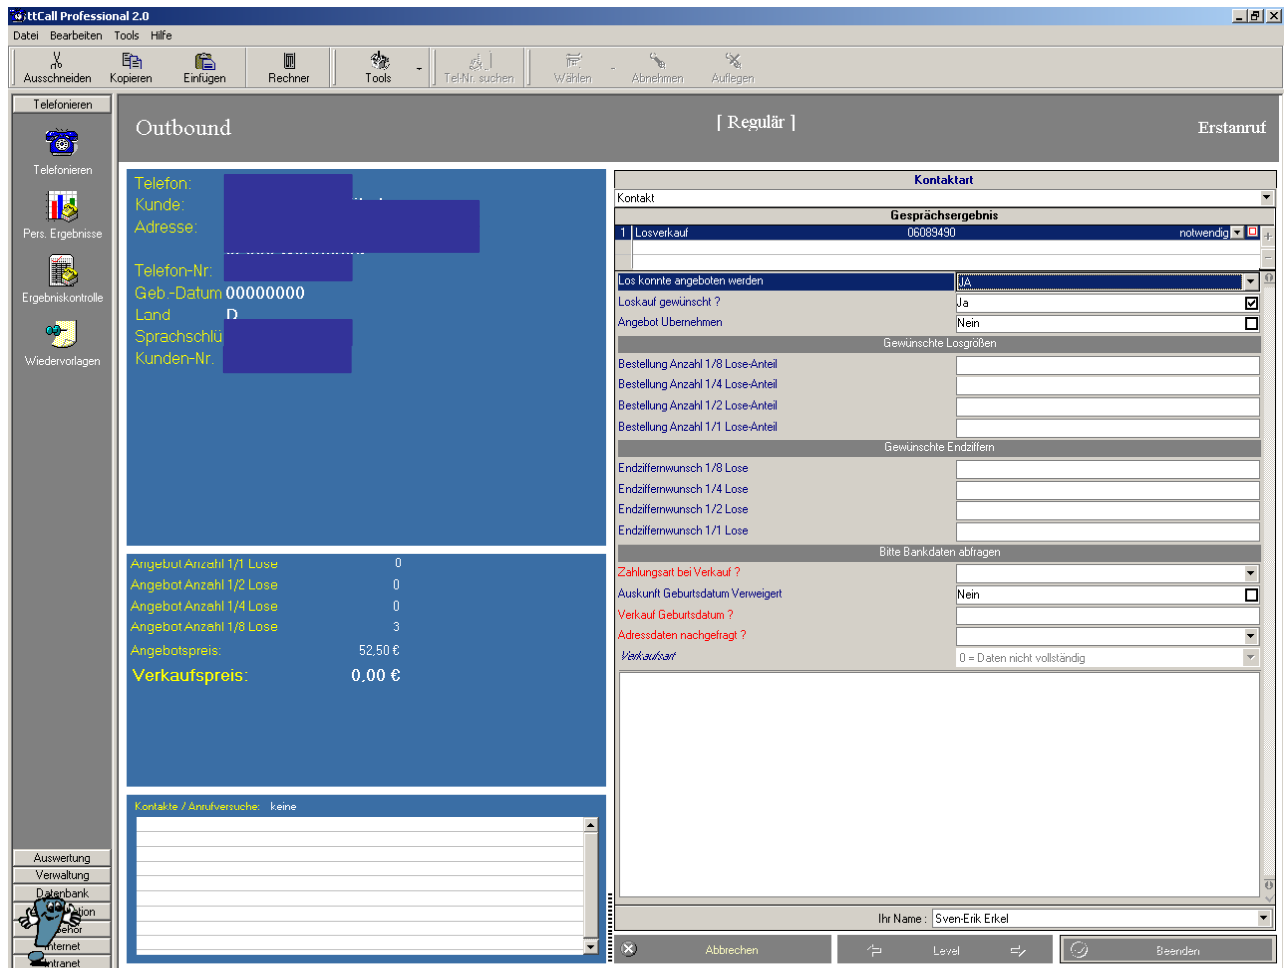 ttCall Professional 2.0
Datei Bearbeiten Tools Hilfe
Ausschneiden Kopieren Einfügen Rechner Tools Tel-Nr. suchen Wählen Abnehmen Auflegen
Telefonieren
Outbound [ Regulär ] Erstanruf
Telefonieren
Pers. Ergebnisse
Ergebniskontrolle
Wiedervorlagen
Telefon:
Kunde:
Adresse:
Telefon-Nr:
Geb.-Datum 00000000
Land D
Sprachschlü
Kunden-Nr.
Angebot Anzahl 1/1 Lose 0
Angebot Anzahl 1/2 Lose 0
Angebot Anzahl 1/4 Lose 0
Angebot Anzahl 1/8 Lose 3
Angebotspreis: 52,50 €
Verkaufspreis: 0,00 €
Kontakte / Anrufversuche: keine
Kontaktart
Kontakt
Gesprächsergebnis
1 Losverkauf 06089490 notwendig
Los konnte angeboten werden JA
Loskauf gewünscht ? Ja
Angebot Übernehmen Nein
Gewünschte Losgrößen
Bestellung Anzahl 1/8 Lose-Anteil
Bestellung Anzahl 1/4 Lose-Anteil
Bestellung Anzahl 1/2 Lose-Anteil
Bestellung Anzahl 1/1 Lose-Anteil
Gewünschte Endziffern
Endziffernwunsch 1/8 Lose
Endziffernwunsch 1/4 Lose
Endziffernwunsch 1/2 Lose
Endziffernwunsch 1/1 Lose
Bitte Bankdaten abfragen
Zahlungsart bei Verkauf ?
Auskunft Geburtsdatum Verweigert Nein
Verkauf Geburtsdatum ?
Adressdaten nachgefragt ?
Verkaufsart 0 = Daten nicht vollständig
Ihr Name : Sven-Erik Erkel
Abbrechen Level Beenden
Auswertung
Verwaltung
Datenbank
Internet
Intranet